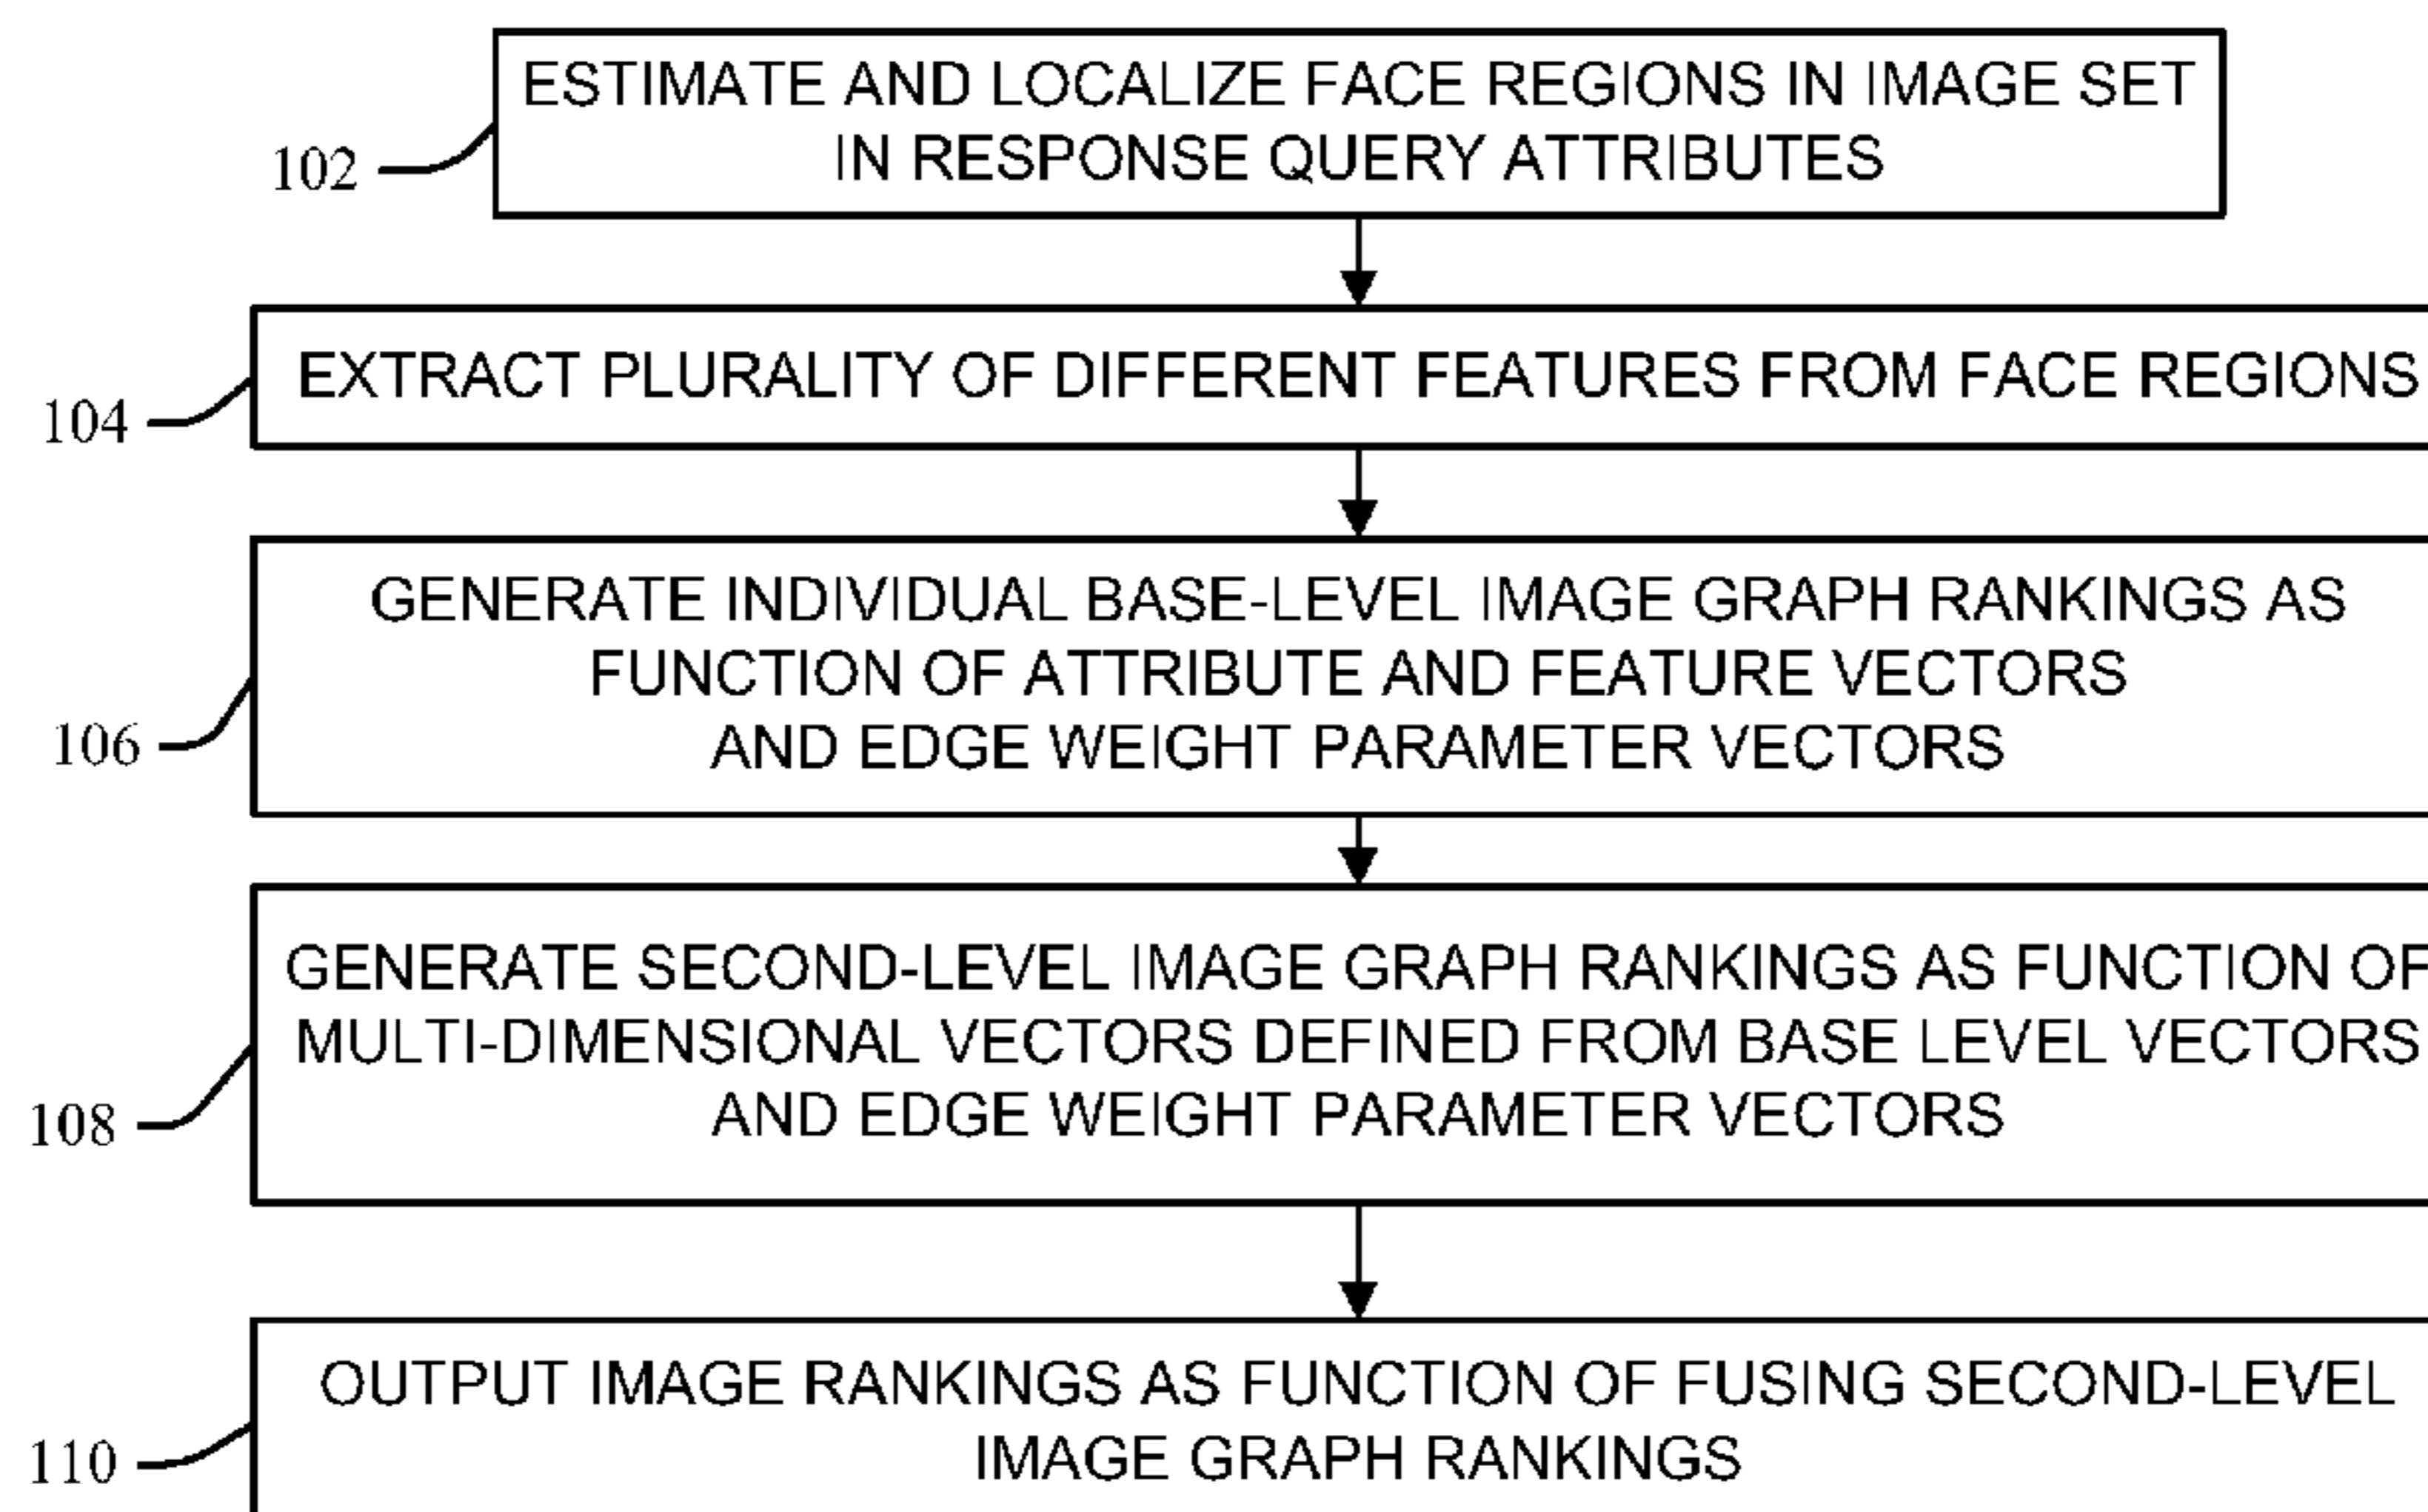 ESTIMATE AND LOCALIZE FACE REGIONS IN IMAGE SET
IN RESPONSE QUERY ATTRIBUTES
102
EXTRACT PLURALITY OF DIFFERENT FEATURES FROM FACE REGIONS
104
GENERATE INDIVIDUAL BASE-LEVEL IMAGE GRAPH RANKINGS AS
FUNCTION OF ATTRIBUTE AND FEATURE VECTORS
AND EDGE WEIGHT PARAMETER VECTORS
106
GENERATE SECOND-LEVEL IMAGE GRAPH RANKINGS AS FUNCTION OF
MULTI-DIMENSIONAL VECTORS DEFINED FROM BASE LEVEL VECTORS
AND EDGE WEIGHT PARAMETER VECTORS
108
OUTPUT IMAGE RANKINGS AS FUNCTION OF FUSING SECOND-LEVEL
IMAGE GRAPH RANKINGS
110